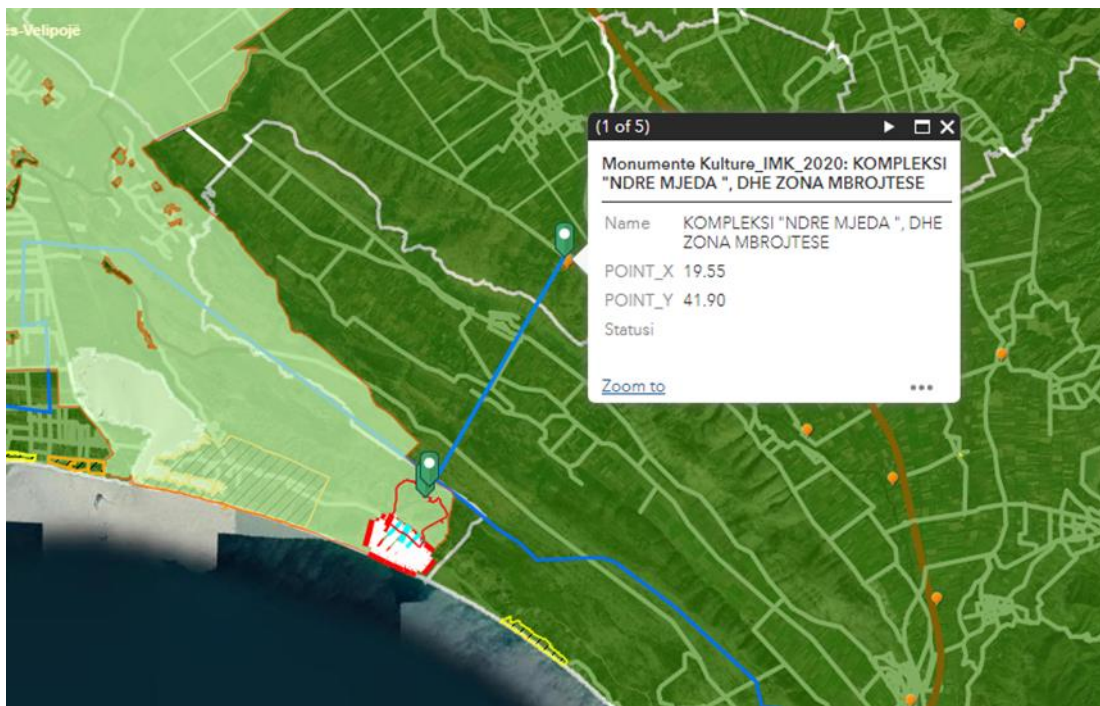 es-Velipojë
(1 of 5)
Monumente Kulture_IMK_2020: KOMPLEKSI
"NDRE MJEDA ", DHE ZONA MBROJTESE
Name KOMPLEKSI "NDRE MJEDA ", DHE
ZONA MBROJTESE
POINT_X 19.55
POINT_Y 41.90
Statusi
Zoom to